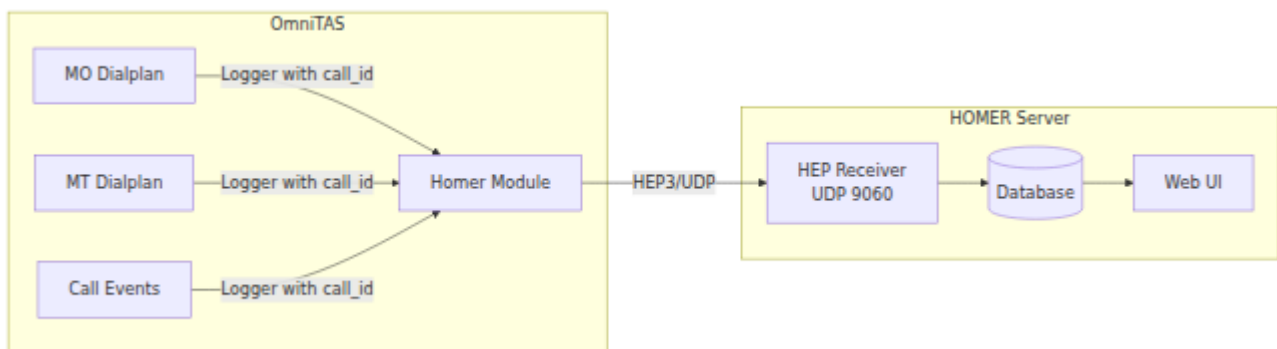 OmniTAS
MO Dialplan
Logger with call_id
MT Dialplan
Logger with call_id
Call Events
Logger with call_id
Homer Module
HEP3/UDP
HOMER Server
HEP Receiver
UDP 9060
Database
Web UI